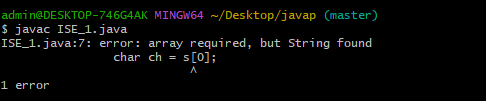 admin@DESKTOP-746G4AK MINGW64 ~/Desktop/javap (master)
$ javac ISE_1.java
ISE_1.java:7: error: array required, but String found
                char ch = s[0];
                           ^
1 error